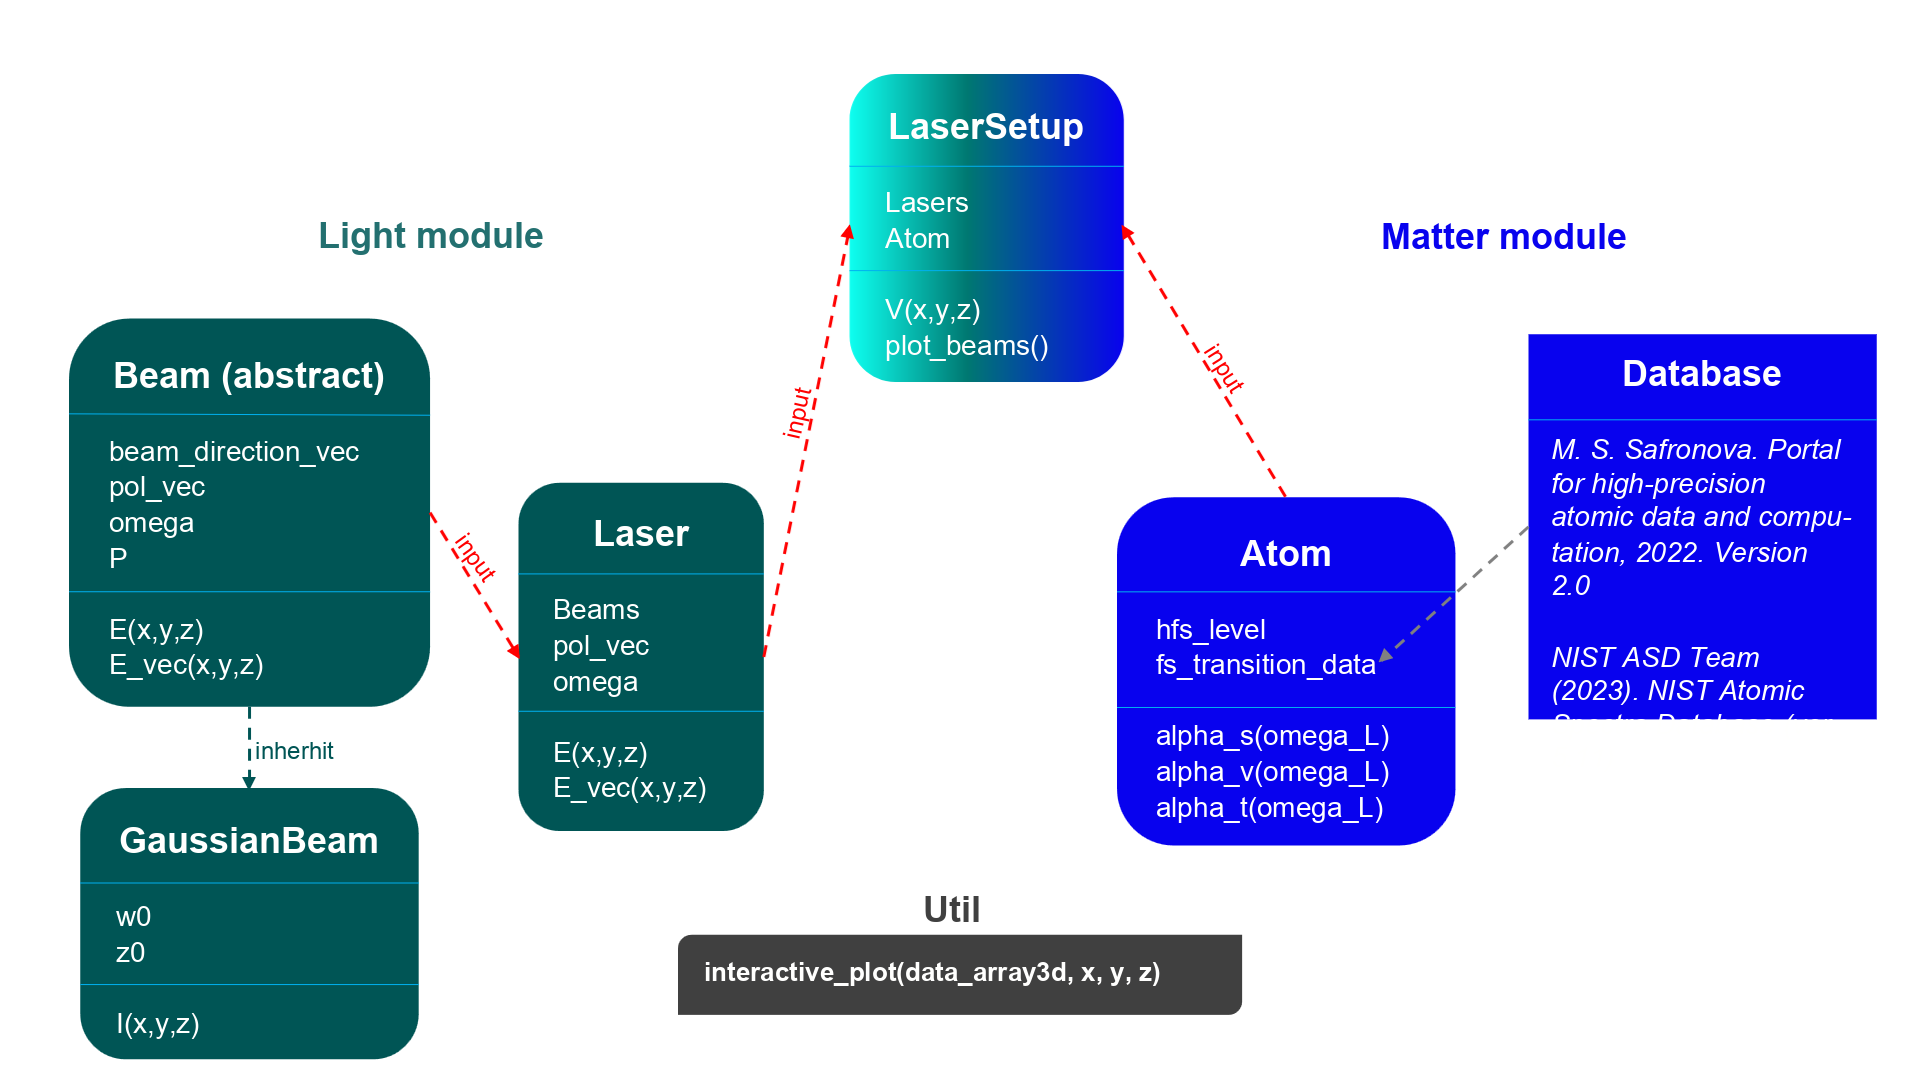 LaserSetup
Lasers
Atom
V(x,y,z)
plot_beams()
Light module
Matter module
Beam (abstract)
beam_direction_vec
pol_vec
omega
P
E(x,y,z)
E_vec(x,y,z)
input
inherhit
GaussianBeam
w0
z0
I(x,y,z)
Laser
Beams
pol_vec
omega
E(x,y,z)
E_vec(x,y,z)
input
input
Atom
hfs_level
fs_transition_data
alpha_s(omega_L)
alpha_v(omega_L)
alpha_t(omega_L)
Database
M. S. Safronova. Portal
for high-precision
atomic data and compu-
tation, 2022. Version
2.0
NIST ASD Team
(2023). NIST Atomic
Util
interactive_plot(data_array3d, x, y, z)